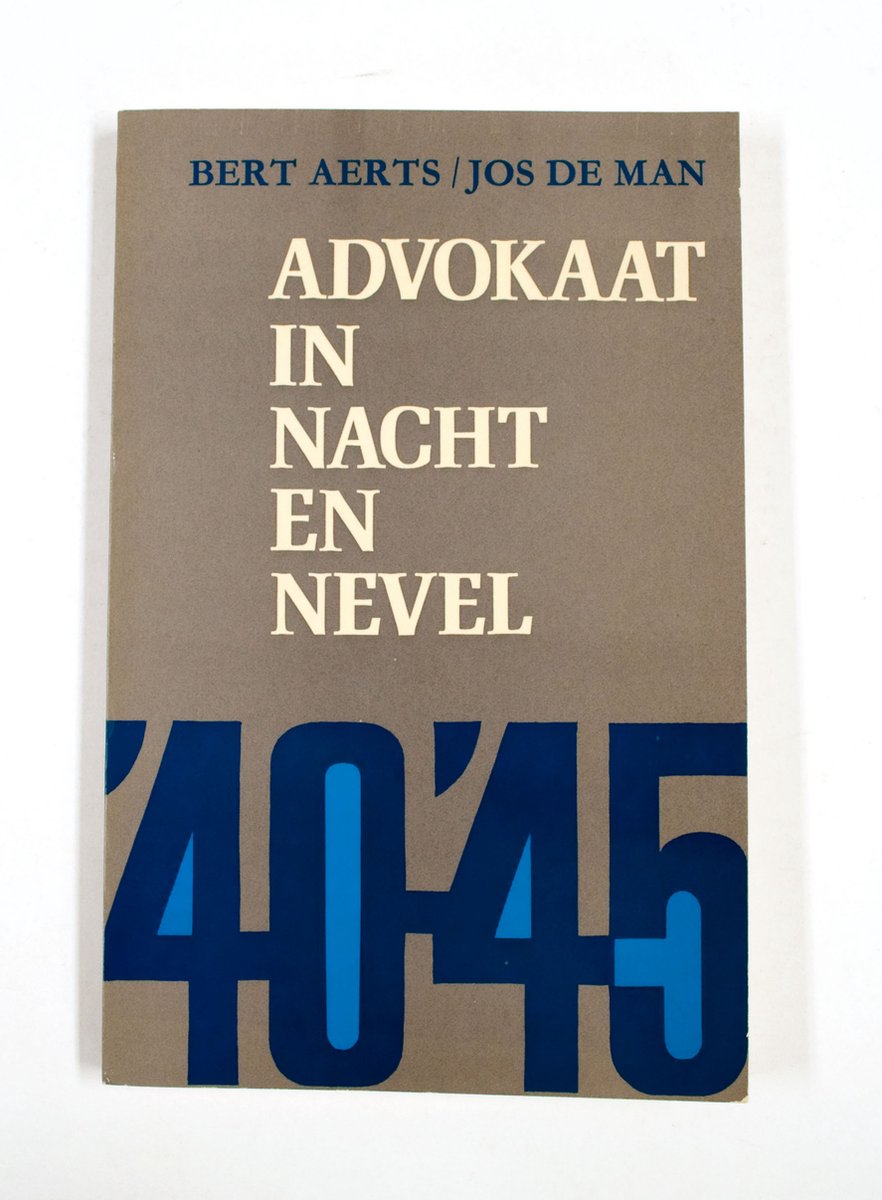 BERT AERTS / JOS DE MAN
ADVOKAAT
IN
NACHT
EN
NEVEL
'40-'45